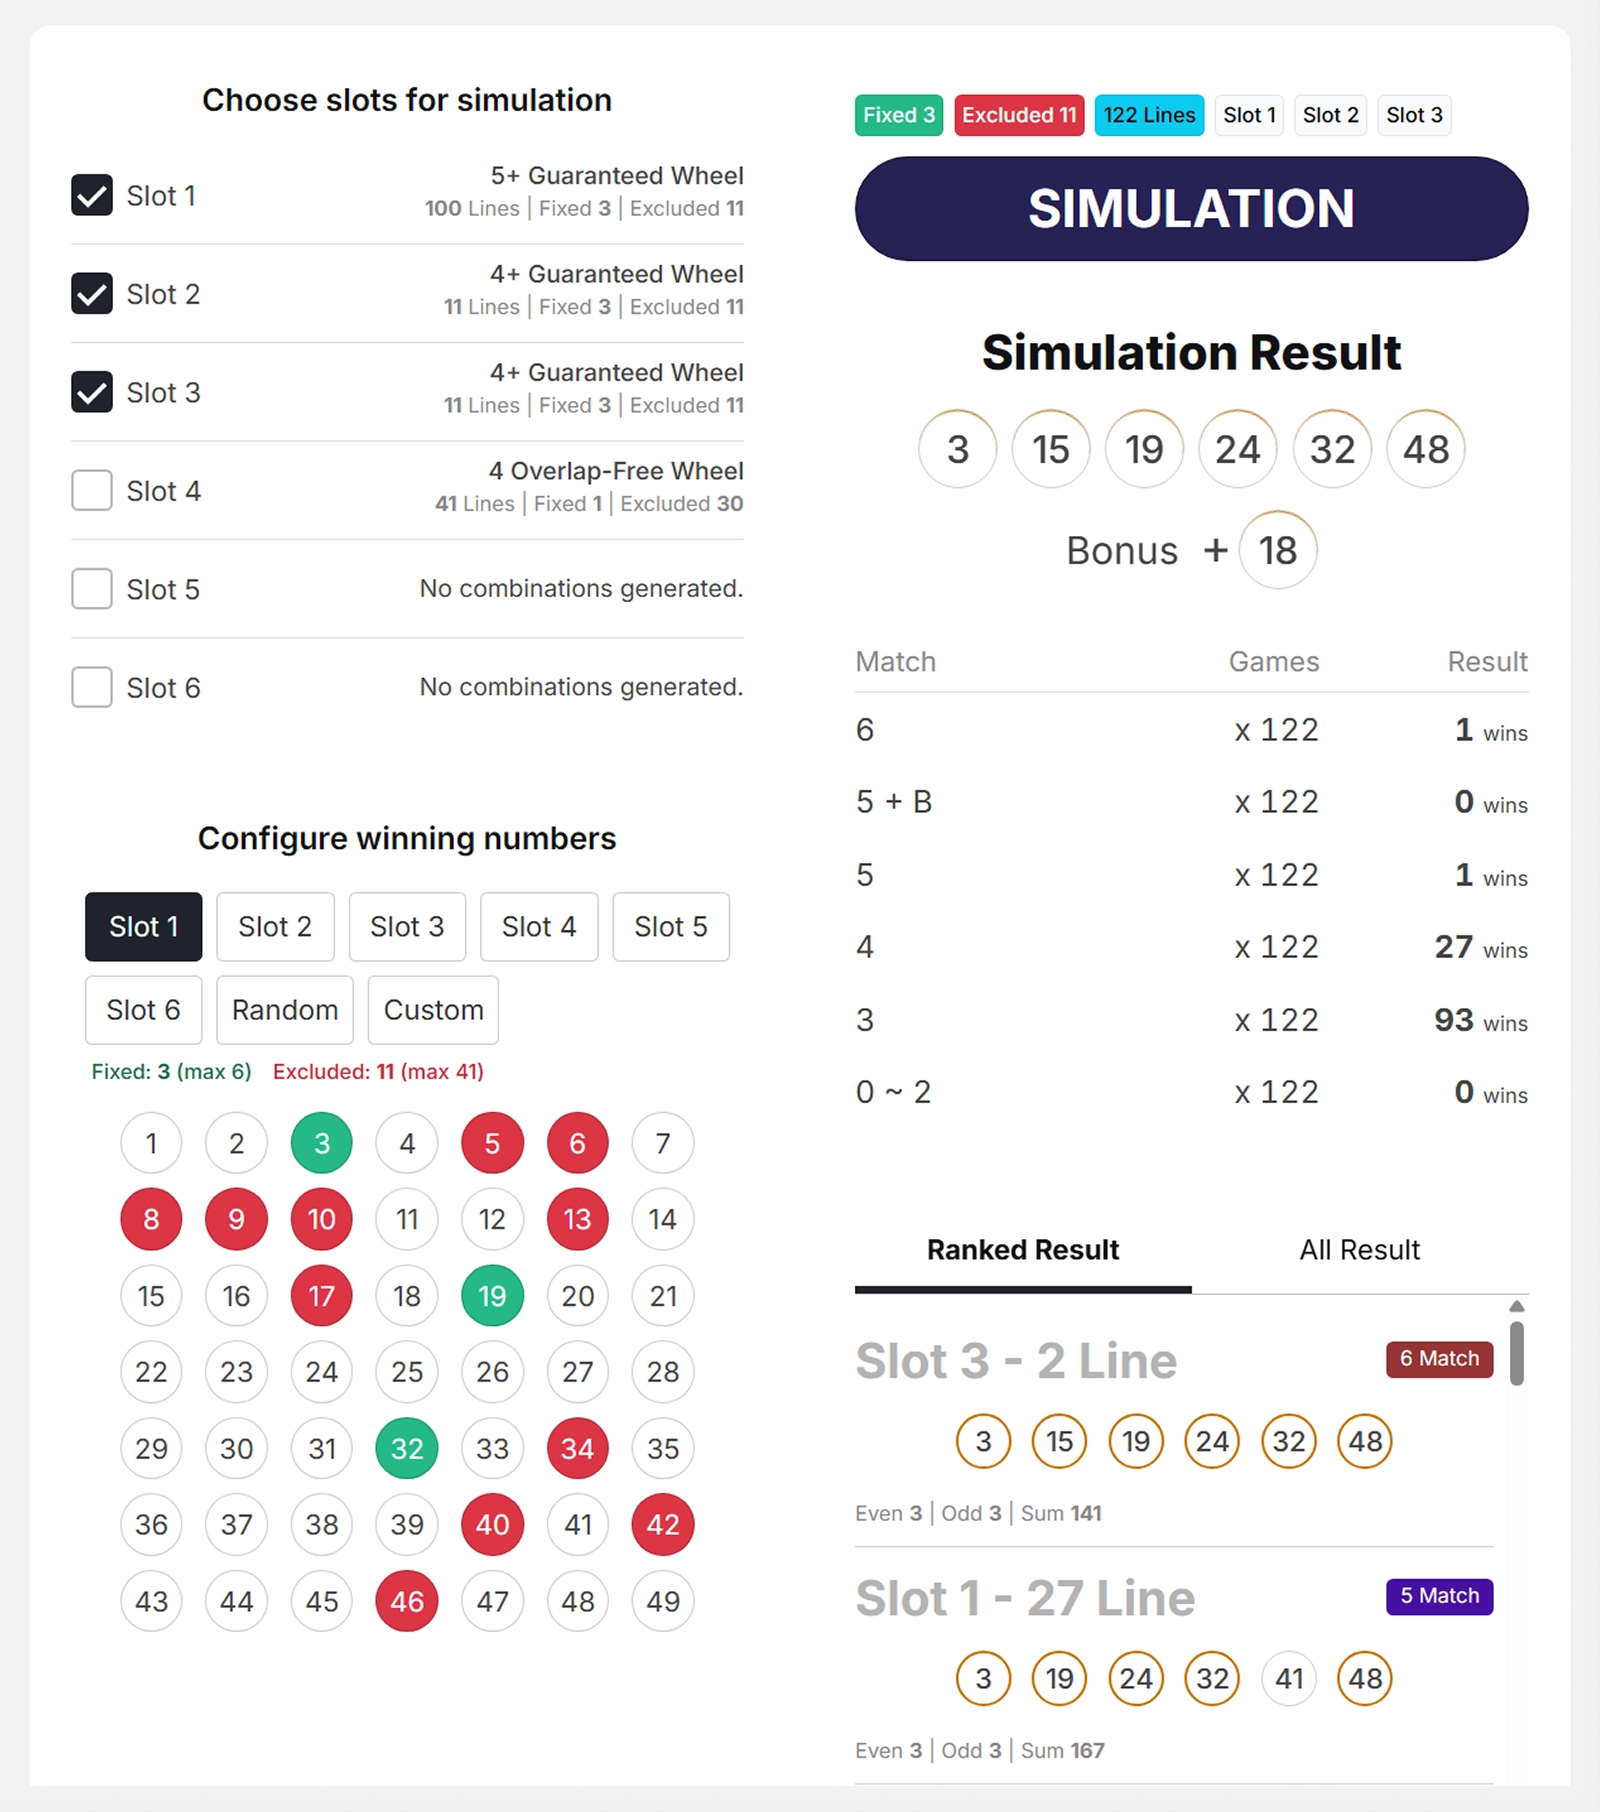 Choose slots for simulation
Slot 1
5+ Guaranteed Wheel
100 Lines | Fixed 3 | Excluded 11
Slot 2
4+ Guaranteed Wheel
11 Lines | Fixed 3 | Excluded 11
Slot 3
4+ Guaranteed Wheel
11 Lines | Fixed 3 | Excluded 11
Slot 4
4 Overlap-Free Wheel
41 Lines | Fixed 1 | Excluded 30
Slot 5
No combinations generated.
Slot 6
No combinations generated.
Configure winning numbers
Slot 1 Slot 2 Slot 3 Slot 4 Slot 5
Slot 6 Random Custom
Fixed: 3 (max 6) Excluded: 11 (max 41)
1 2 3 4 5 6 7
8 9 10 11 12 13 14
15 16 17 18 19 20 21
22 23 24 25 26 27 28
29 30 31 32 33 34 35
36 37 38 39 40 41 42
43 44 45 46 47 48 49
Fixed 3 Excluded 11 122 Lines Slot 1 Slot 2 Slot 3
SIMULATION
Simulation Result
3 15 19 24 32 48
Bonus + 18
Match Games Result
6 x 122 1 wins
5 + B x 122 0 wins
5 x 122 1 wins
4 x 122 27 wins
3 x 122 93 wins
0 ~ 2 x 122 0 wins
Ranked Result All Result
Slot 3 - 2 Line 6 Match
3 15 19 24 32 48
Even 3 | Odd 3 | Sum 141
Slot 1 - 27 Line 5 Match
3 19 24 32 41 48
Even 3 | Odd 3 | Sum 167